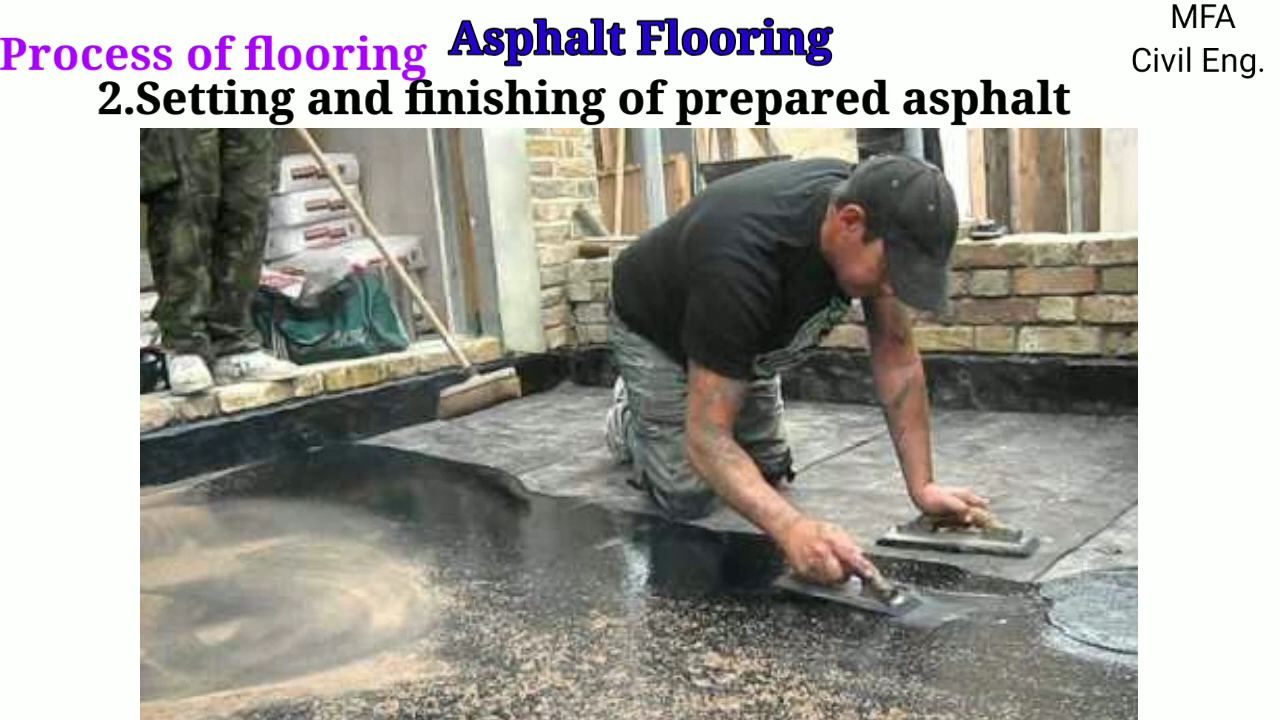 Asphalt Flooring
MFA
Civil Eng.
Process of flooring
2.Setting and finishing of prepared asphalt